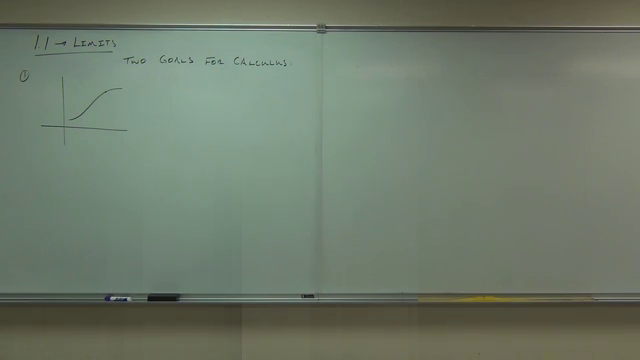 1.1 → LIMITS
TWO GOALS FOR CALCULUS:
①